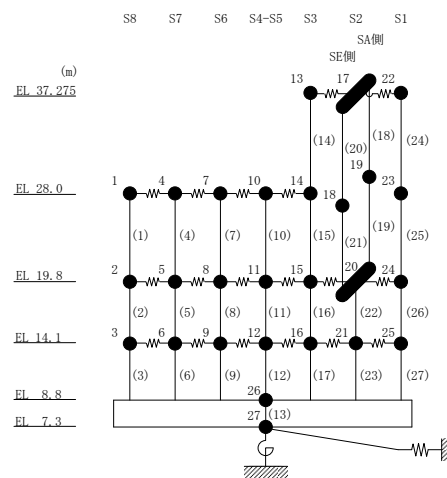 S8 S7 S6 S4-S5 S3 S2 S1
SA側
SE側
(m)
13 17 22
EL 37.275
(14) (20) (18) (24)
19
1 4 7 10 14 18 23
EL 28.0
(1) (4) (7) (10) (15) (21) (19) (25)
20
2 5 8 11 15 24
EL 19.8
(2) (5) (8) (11) (16) (22) (26)
3 6 9 12 16 21 25
EL 14.1
(3) (6) (9) (12) (17) (23) (27)
26
EL 8.8
(13)
27
EL 7.3